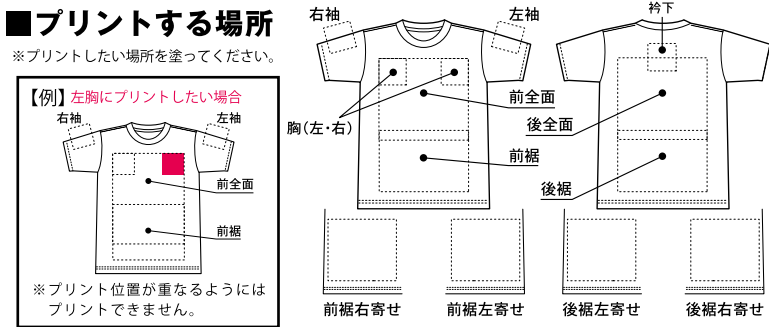 ■プリントする場所
※プリントしたい場所を塗ってください。
【例】左胸にプリントしたい場合
右袖
左袖
前全面
前裾
※プリント位置が重なるようには
プリントできません。
右袖
左袖
胸（左・右）
前全面
前裾
衿下
後全面
後裾
前裾右寄せ
前裾左寄せ
後裾左寄せ
後裾右寄せ